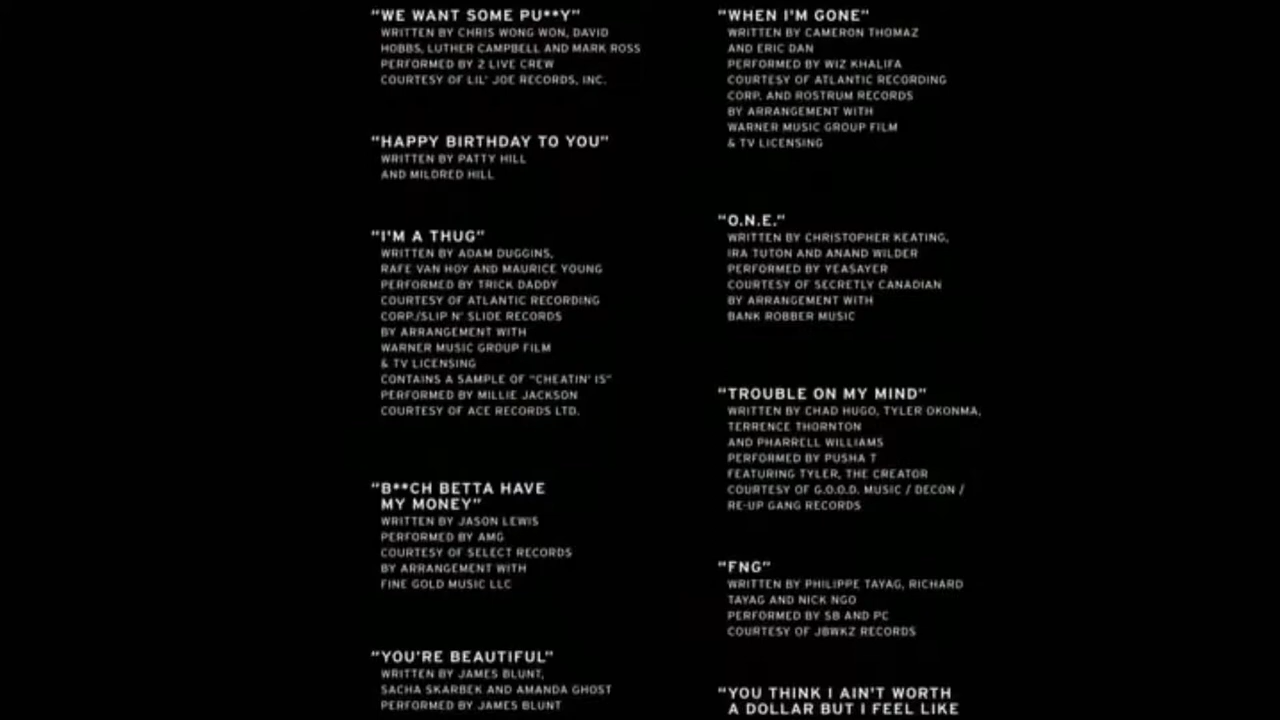 "WE WANT SOME PU**Y"
WRITTEN BY CHRIS WONG WON, DAVID
HOBBS, LUTHER CAMPBELL AND MARK ROSS
PERFORMED BY 2 LIVE CREW
COURTESY OF LIL' JOE RECORDS, INC.
"HAPPY BIRTHDAY TO YOU"
WRITTEN BY PATTY HILL
AND MILDRED HILL
"I'M A THUG"
WRITTEN BY ADAM DUGGINS,
RAFE VAN HOY AND MAURICE YOUNG
PERFORMED BY TRICK DADDY
COURTESY OF ATLANTIC RECORDING
CORP./SLIP N' SLIDE RECORDS
BY ARRANGEMENT WITH
WARNER MUSIC GROUP FILM
& TV LICENSING
CONTAINS A SAMPLE OF "CHEATIN' IS"
PERFORMED BY MILLIE JACKSON
COURTESY OF ACE RECORDS LTD.
"B**CH BETTA HAVE
MY MONEY"
WRITTEN BY JASON LEWIS
PERFORMED BY AMG
COURTESY OF SELECT RECORDS
BY ARRANGEMENT WITH
FINE GOLD MUSIC LLC
"YOU'RE BEAUTIFUL"
WRITTEN BY JAMES BLUNT,
SACHA SKARBEK AND AMANDA GHOST
PERFORMED BY JAMES BLUNT
"WHEN I'M GONE"
WRITTEN BY CAMERON THOMAZ
AND ERIC DAN
PERFORMED BY WIZ KHALIFA
COURTESY OF ATLANTIC RECORDING
CORP. AND ROSTRUM RECORDS
BY ARRANGEMENT WITH
WARNER MUSIC GROUP FILM
& TV LICENSING
"O.N.E."
WRITTEN BY CHRISTOPHER KEATING,
IRA TUTON AND ANAND WILDER
PERFORMED BY YEASAYER
COURTESY OF SECRETLY CANADIAN
BY ARRANGEMENT WITH
BANK ROBBER MUSIC
"TROUBLE ON MY MIND"
WRITTEN BY CHAD HUGO, TYLER OKONMA,
TERRENCE THORNTON
AND PHARRELL WILLIAMS
PERFORMED BY PUSHA T
FEATURING TYLER, THE CREATOR
COURTESY OF G.O.O.D. MUSIC / DECON /
RE-UP GANG RECORDS
"FNG"
WRITTEN BY PHILIPPE TAYAG, RICHARD
TAYAG AND NICK NGO
PERFORMED BY SB AND PC
COURTESY OF JBWKZ RECORDS
"YOU THINK I AIN'T WORTH
A DOLLAR BUT I FEEL LIKE